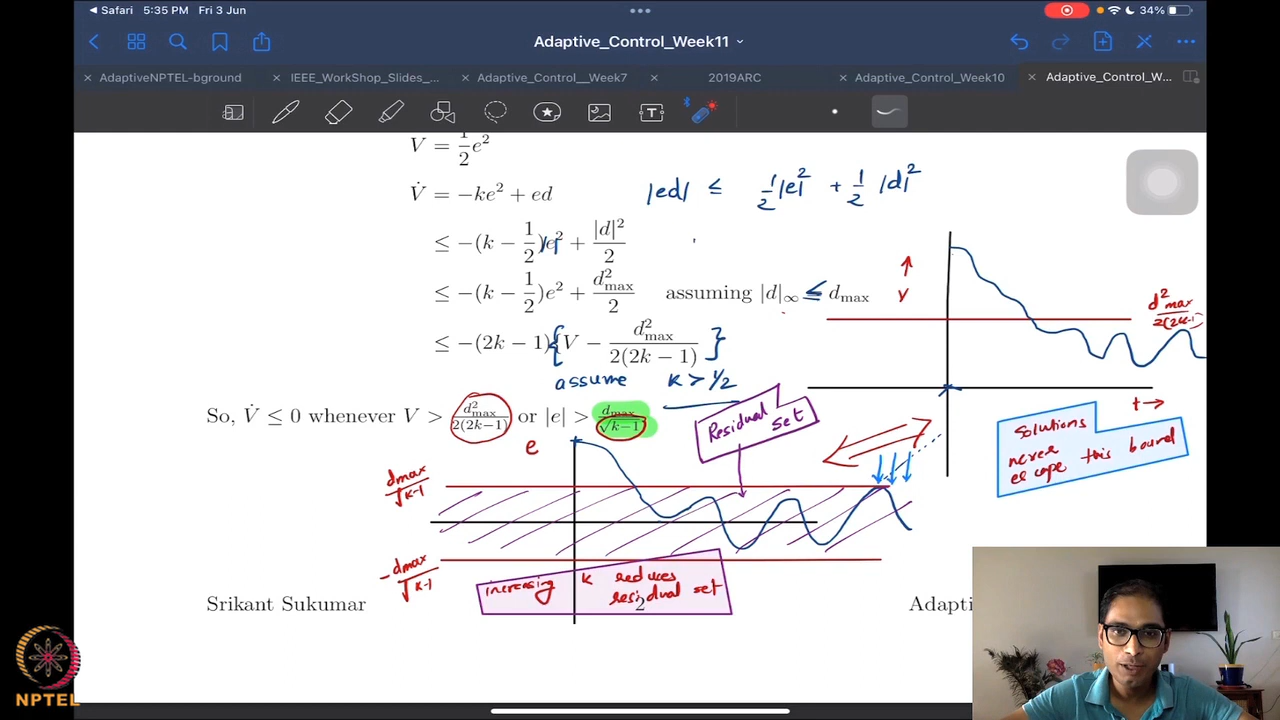 Safari 5:35 PM Fri 3 Jun 34%
Adaptive_Control_Week11
AdaptiveNPTEL-bground IEEE_WorkShop_Slides_... Adaptive_Control__Week7 2019ARC Adaptive_Control_Week10 Adaptive_Control_W...
V = 1/2 e²
V̇ = −ke² + ed |ed| ≤ 1/2 |e|² + 1/2 |d|²
≤ −(k − 1/2)|e|² + |d|²/2
≤ −(k − 1/2)e² + d²max/2 assuming |d|∞ ≤ dmax
≤ −(2k − 1){V − d²max/2(2k − 1)}
assume k > 1/2
So, V̇ ≤ 0 whenever V > d²max/2(2k−1) or |e| > dmax/√k−1
V
d²max/2(2k−1)
t →
Residual set
Solutions
never
escape this bound
e
dmax/√k−1
−dmax/√k−1
increasing k reduces
residual set
Srikant Sukumar 2 Adap
NPTEL